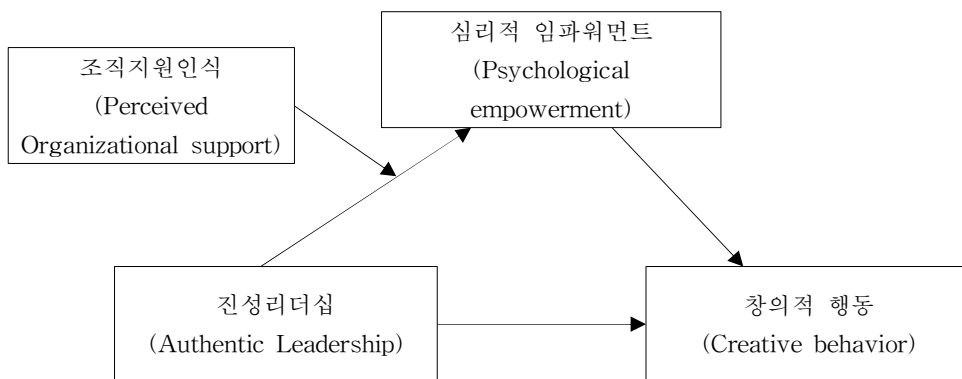 조직지원인식
(Perceived
Organizational support)
심리적 임파워먼트
(Psychological
empowerment)
진성리더십
(Authentic Leadership)
창의적 행동
(Creative behavior)